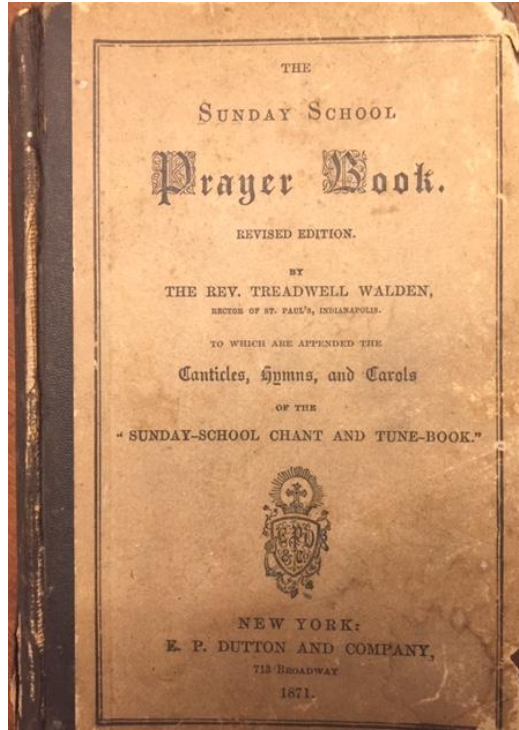 THE
SUNDAY SCHOOL
Prayer Book.
REVISED EDITION.
BY
THE REV. TREADWELL WALDEN,
RECTOR OF ST. PAUL'S, INDIANAPOLIS.
TO WHICH ARE APPENDED THE
Canticles, Hymns, and Carols
OF THE
"SUNDAY-SCHOOL CHANT AND TUNE-BOOK."
EPD
& Co
NEW YORK:
E. P. DUTTON AND COMPANY,
713 BROADWAY
1871.